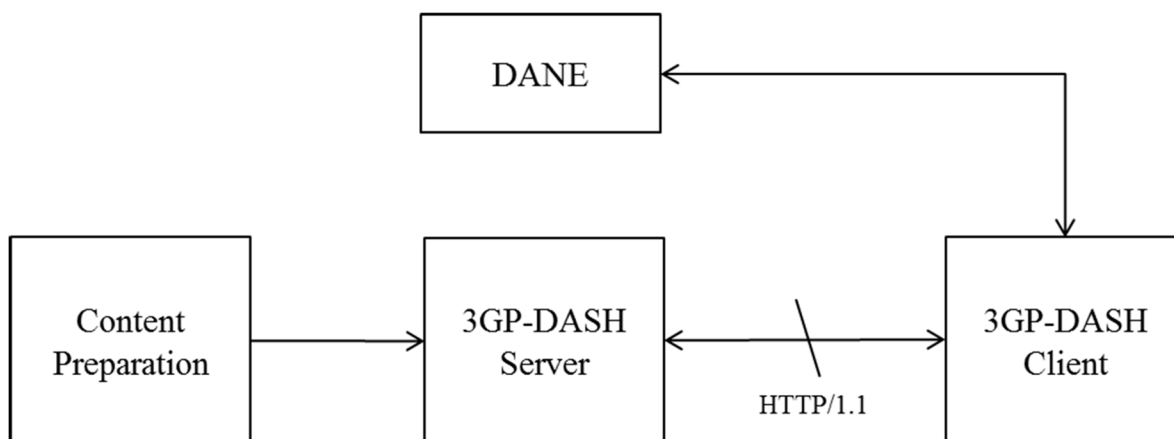 DANE
Content
Preparation
3GP-DASH
Server
HTTP/1.1
3GP-DASH
Client